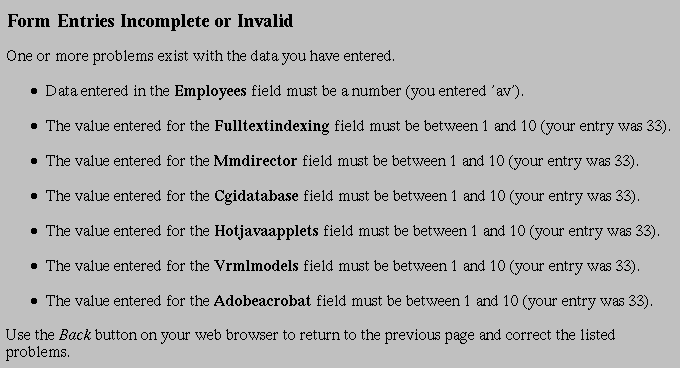 Form Entries Incomplete or Invalid
One or more problems exist with the data you have entered.
• Data entered in the Employees field must be a number (you entered 'av').
• The value entered for the Fulltextindexing field must be between 1 and 10 (your entry was 33).
• The value entered for the Mmdirector field must be between 1 and 10 (your entry was 33).
• The value entered for the Cgidatabase field must be between 1 and 10 (your entry was 33).
• The value entered for the Hotjavaapplets field must be between 1 and 10 (your entry was 33).
• The value entered for the Vrmlmodels field must be between 1 and 10 (your entry was 33).
• The value entered for the Adobeacrobat field must be between 1 and 10 (your entry was 33).
Use the Back button on your web browser to return to the previous page and correct the listed
problems.